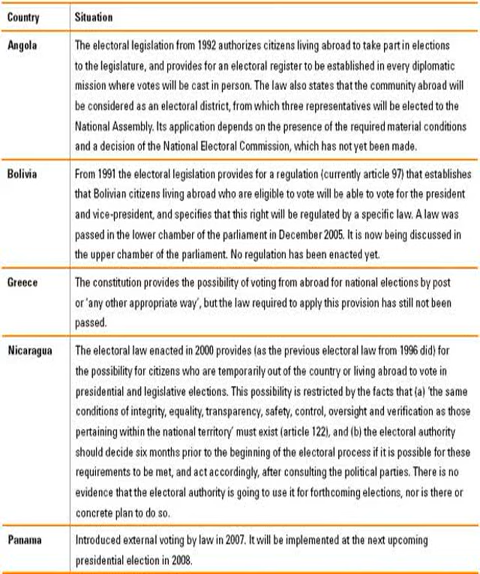 Country Situation
Angola The electoral legislation from 1992 authorizes citizens living abroad to take part in elections
to the legislature, and provides for an electoral register to be established in every diplomatic
mission where votes will be cast in person. The law also states that the community abroad will
be considered as an electoral district, from which three representatives will be elected to the
National Assembly. Its application depends on the presence of the required material conditions
and a decision of the National Electoral Commission, which has not yet been made.
Bolivia From 1991 the electoral legislation provides for a regulation (currently article 97) that establishes
that Bolivian citizens living abroad who are eligible to vote will be able to vote for the president
and vice-president, and specifies that this right will be regulated by a specific law. A law was
passed in the lower chamber of the parliament in December 2005. It is now being discussed in
the upper chamber of the parliament. No regulation has been enacted yet.
Greece The constitution provides the possibility of voting from abroad for national elections by post
or ‘any other appropriate way’, but the law required to apply this provision has still not been
passed.
Nicaragua The electoral law enacted in 2000 provides (as the previous electoral law from 1996 did) for
the possibility for citizens who are temporarily out of the country or living abroad to vote in
presidential and legislative elections. This possibility is restricted by the facts that (a) ‘the same
conditions of integrity, equality, transparency, safety, control, oversight and verification as those
pertaining within the national territory’ must exist (article 122), and (b) the electoral authority
should decide six months prior to the beginning of the electoral process if it is possible for these
requirements to be met, and act accordingly, after consulting the political parties. There is no
evidence that the electoral authority is going to use it for forthcoming elections, nor is there or
concrete plan to do so.
Panama Introduced external voting by law in 2007. It will be implemented at the next upcoming
presidential election in 2008.